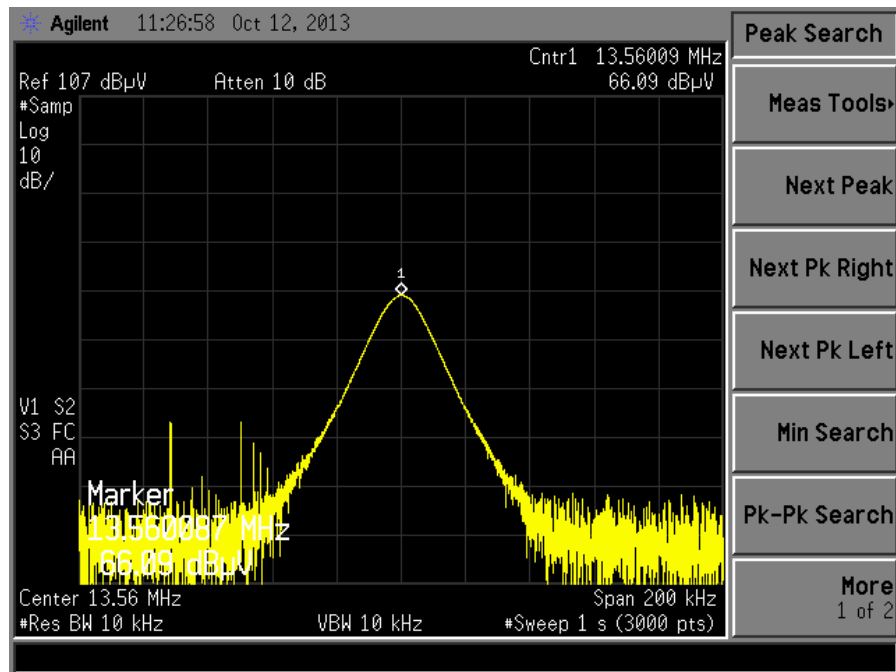 Agilent 11:26:58 Oct 12, 2013
Peak Search
Cntr1 13.56009 MHz
Ref 107 dBµV Atten 10 dB 66.09 dBµV
#Samp
Log
10
dB/
1
V1 S2
S3 FC
AA
Marker
13.560087 MHz
66.09 dBµV
Center 13.56 MHz Span 200 kHz
#Res BW 10 kHz VBW 10 kHz #Sweep 1 s (3000 pts)
Meas Tools▸
Next Peak
Next Pk Right
Next Pk Left
Min Search
Pk-Pk Search
More
1 of 2